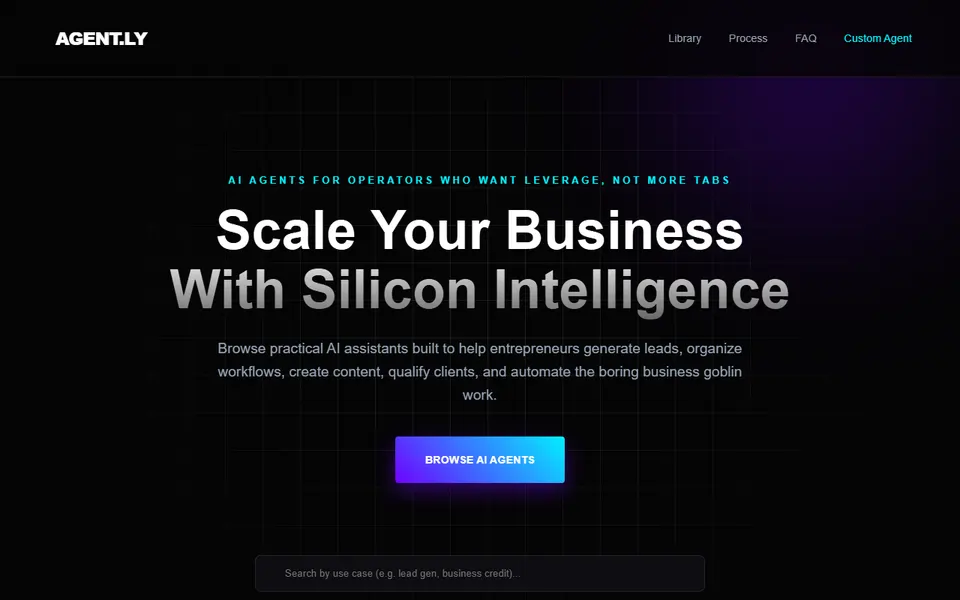 AGENT.LY
Library
Process
FAQ
Custom Agent
AI AGENTS FOR OPERATORS WHO WANT LEVERAGE, NOT MORE TABS
Scale Your Business
With Silicon Intelligence
Browse practical AI assistants built to help entrepreneurs generate leads, organize
workflows, create content, qualify clients, and automate the boring business goblin
work.
BROWSE AI AGENTS
Search by use case (e.g. lead gen, business credit)...